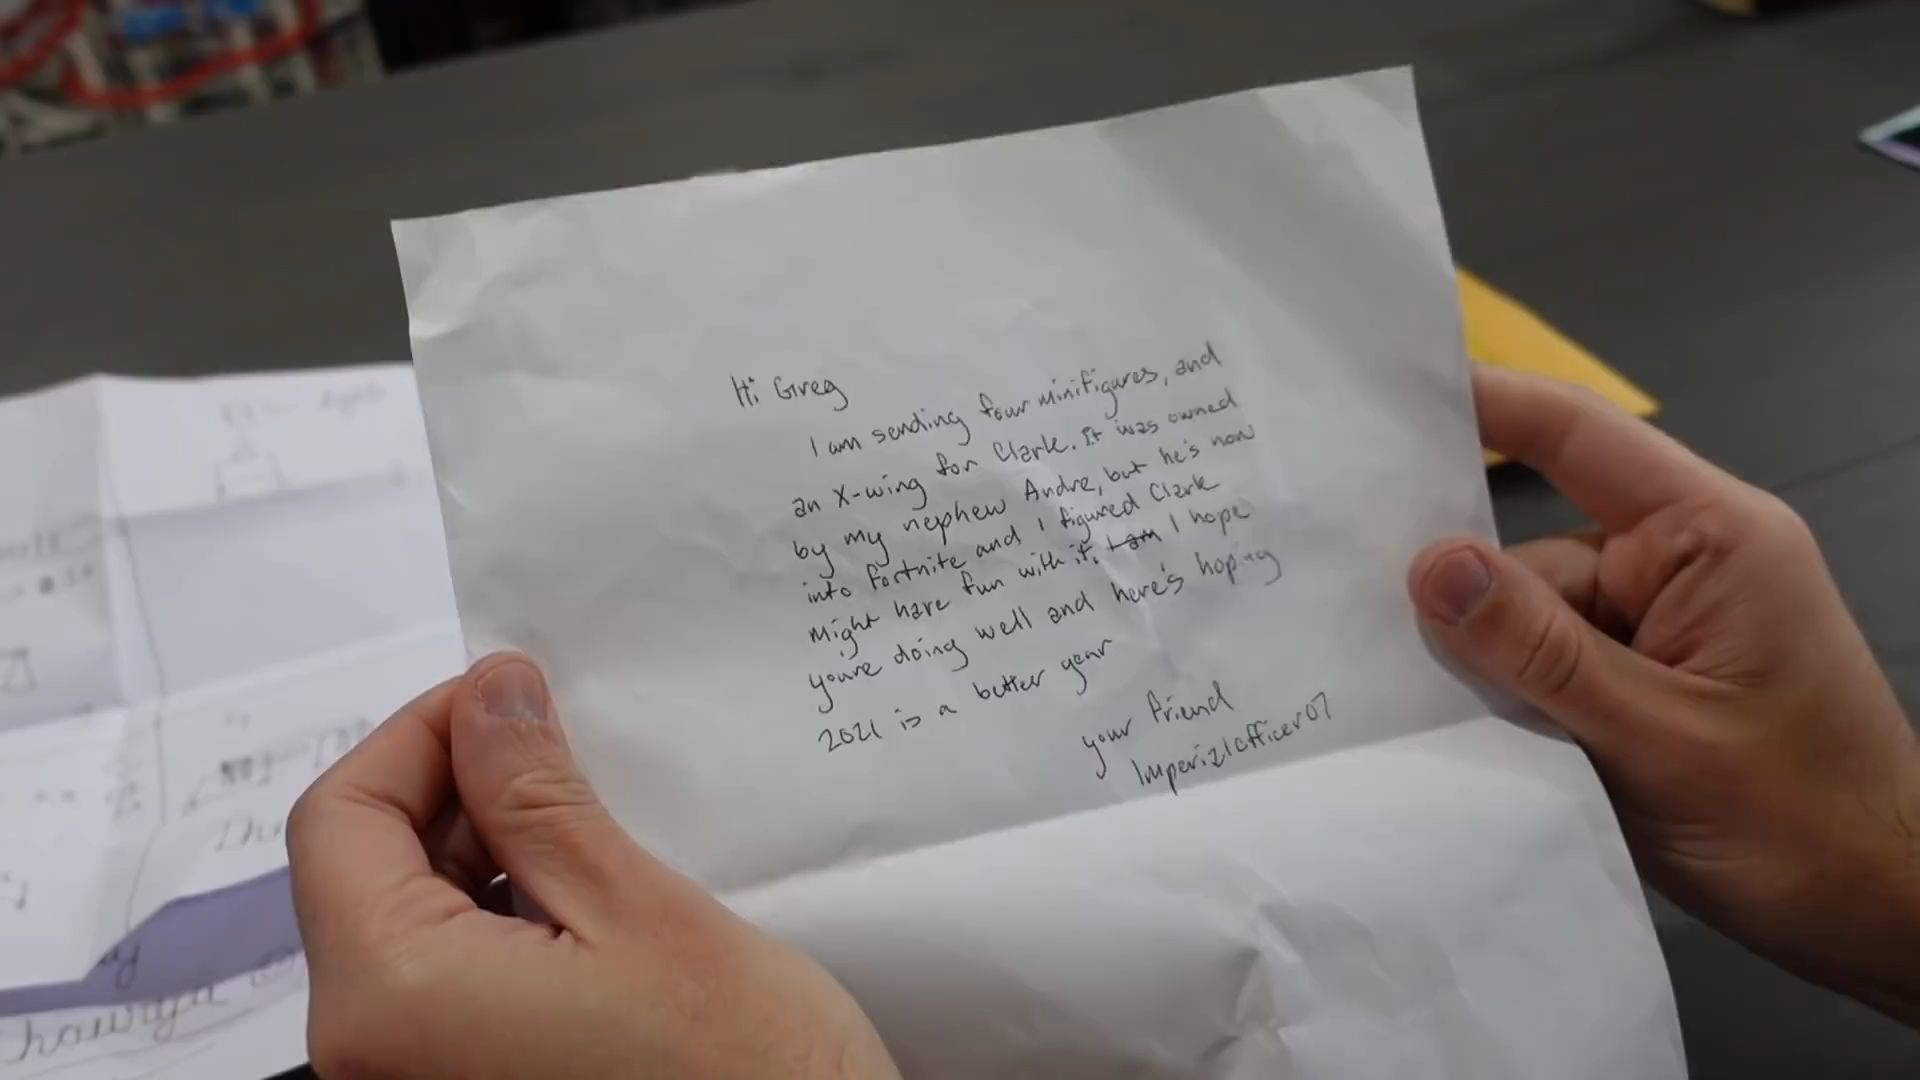 Hi Greg
I am sending four minifigures, and
an X-wing for Clark. It was owned
by my nephew Andre, but he's now
into Fortnite and I figured Clark
might have fun with it. I am I hope
you're doing well and here's hoping
2021 is a better year
your friend
Imperialofficer07